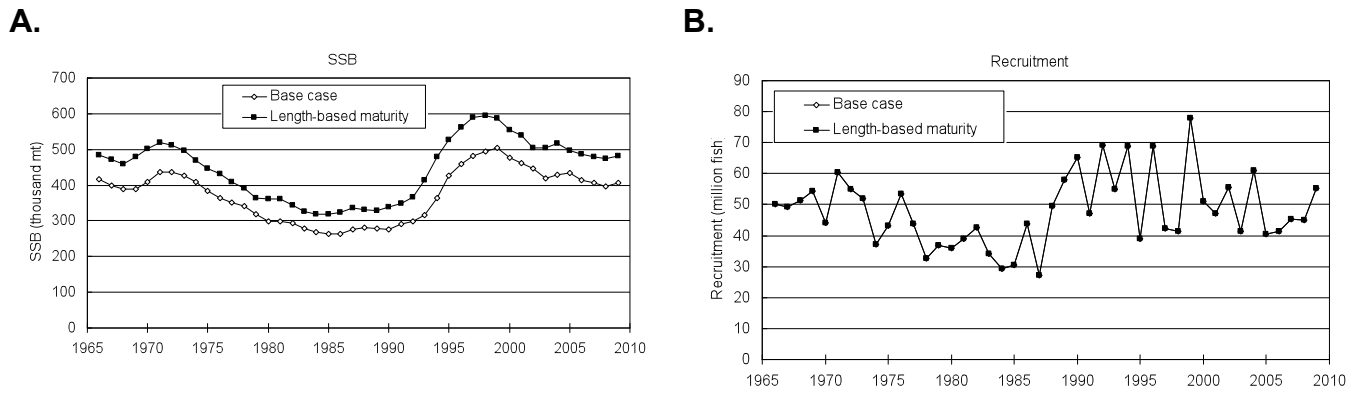 A.
SSB
700
600
500
400
300
200
100
0
SSB (thousand mt)
Base case
Length-based maturity
1965 1970 1975 1980 1985 1990 1995 2000 2005 2010
B.
Recruitment
90
80
70
60
50
40
30
20
10
0
Recruitment (million fish
Base case
Length-based maturity
1965 1970 1975 1980 1985 1990 1995 2000 2005 2010